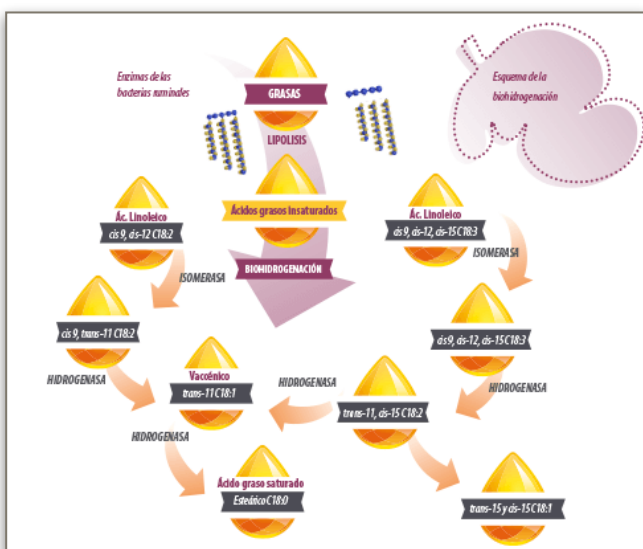 Enzimas de las
bacterias ruminales
GRASAS
Esquema de la
biohidrogenación
LIPOLISIS
Ácidos grasos insaturados
Ác. Linoleico
cis 9, cis-12 C18:2
Ác. Linoleico
cis 9, cis-12, cis-15 C18:3
ISOMERASA
BIOHIDROGENACIÓN
ISOMERASA
cis 9, trans-11 C18:2
cis 9, cis-12, cis-15 C18:3
HIDROGENASA
Vaccénico
trans-11 C18:1
HIDROGENASA
trans-11, cis-15 C18:2
HIDROGENASA
HIDROGENASA
Ácido graso saturado
Esteárico C18:0
trans-15 y cis-15 C18:1